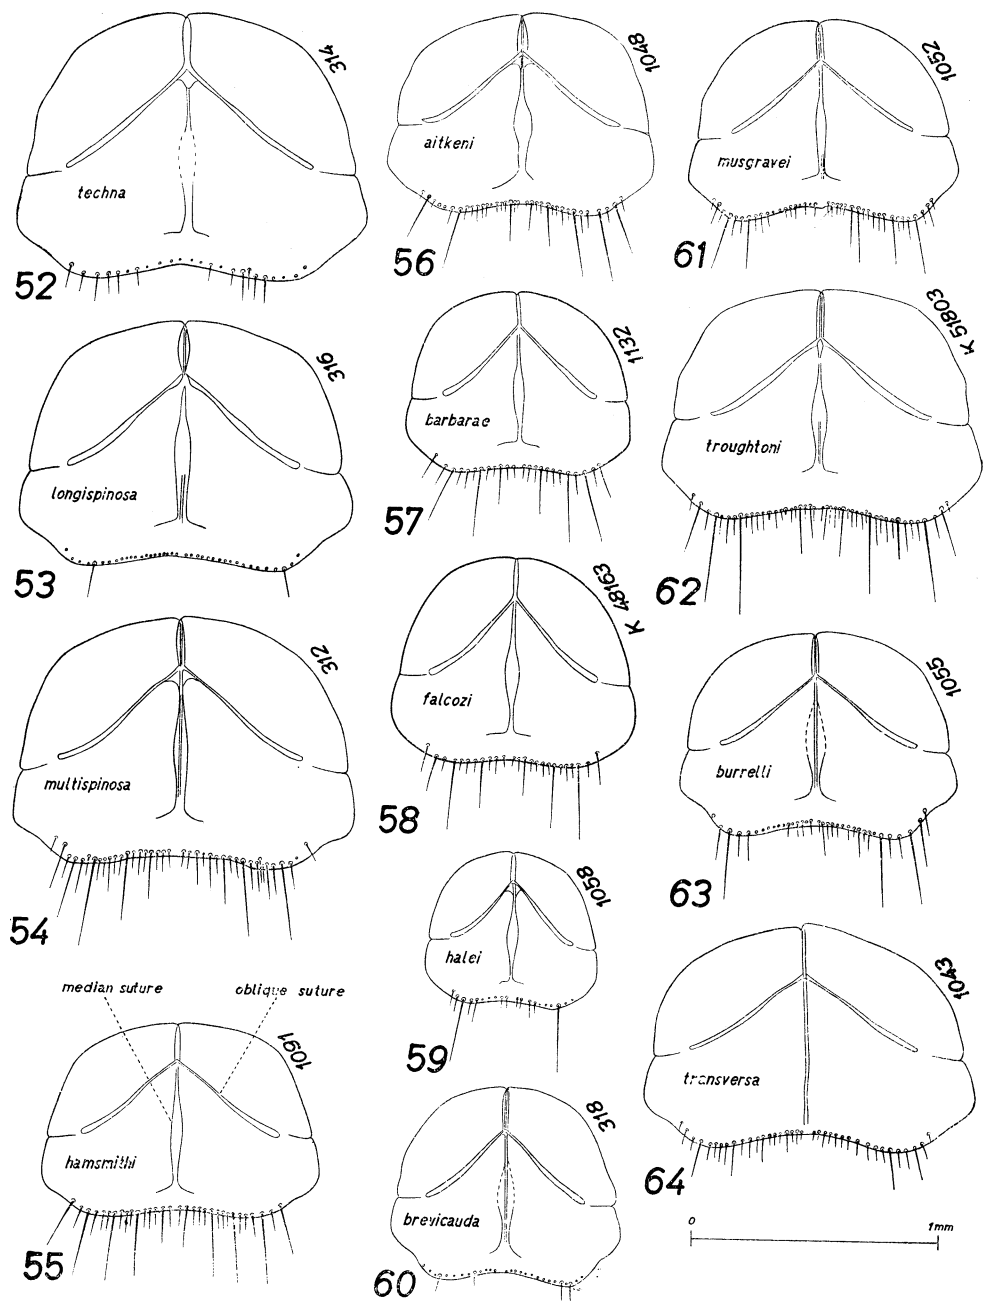 314
techna
52
316
longispinosa
53
312
multispinosa
54
median suture
oblique suture
1091
hamsmithi
55
1048
aitkeni
56
1132
barbarae
57
K 48163
falcozi
58
1058
halei
59
318
brevicauda
60
1052
musgravei
61
K 51803
troughtoni
62
1055
burrelli
63
1043
transversa
64
0
1mm